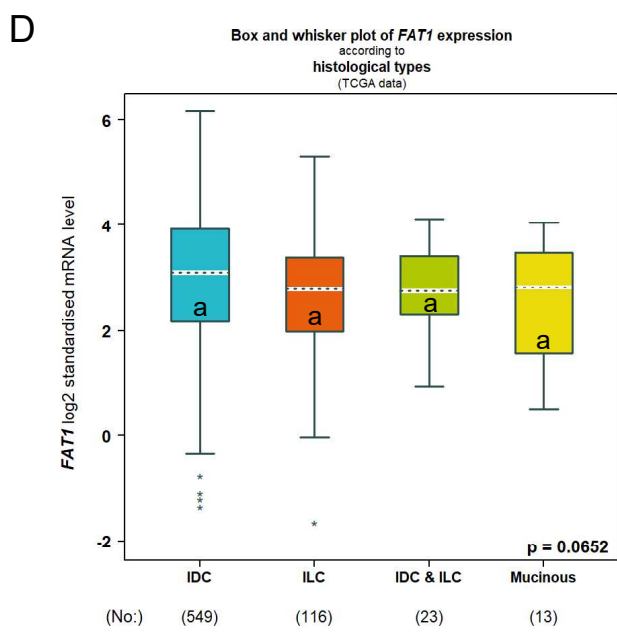 D
Box and whisker plot of FAT1 expression
according to
histological types
(TCGA data)
FAT1 log2 standardised mRNA level
6
4
2
0
-2
a
a
a
a
*
*
*
*
*
p = 0.0652
IDC ILC IDC & ILC Mucinous
(No:) (549) (116) (23) (13)